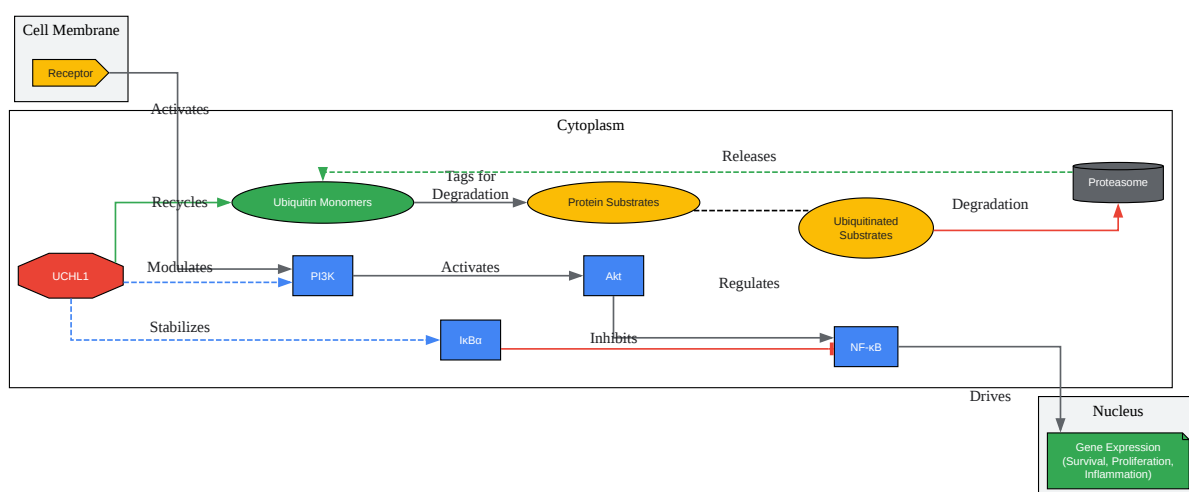 Cell Membrane
Receptor
Activates
Cytoplasm
Releases
Proteasome
Tags for
Degradation
Recycles
Ubiquitin Monomers
Protein Substrates
Ubiquitinated
Substrates
Degradation
UCHL1
Modulates
PI3K
Activates
Akt
Regulates
Stabilizes
IκBα
Inhibits
NF-κB
Drives
Nucleus
Gene Expression
(Survival, Proliferation,
Inflammation)